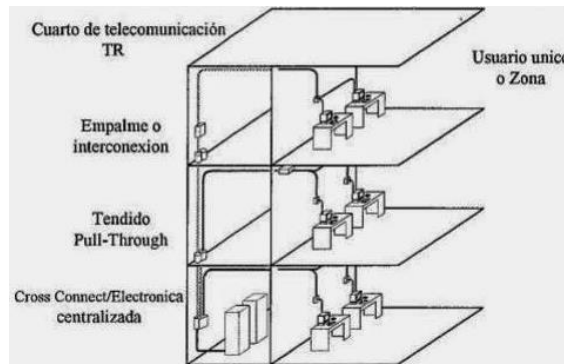 Cuarto de telecomunicación
TR
Usuario unico
o Zona
Empalme o
interconexion
Tendido
Pull-Through
Cross Connect/Electronica
centralizada